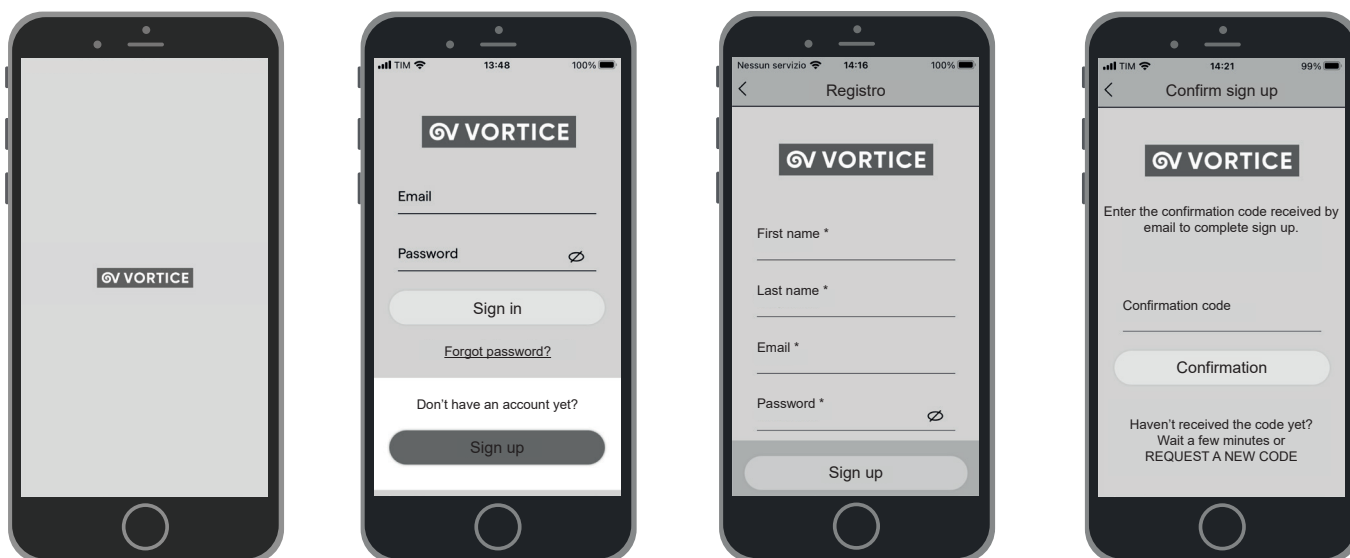 VORTICE
TIM 13:48 100%
VORTICE
Email
Password
Sign in
Forgot password?
Don't have an account yet?
Sign up
Nessun servizio 14:16 100%
Registro
VORTICE
First name *
Last name *
Email *
Password *
Sign up
TIM 14:21 99%
Confirm sign up
VORTICE
Enter the confirmation code received by
email to complete sign up.
Confirmation code
Confirmation
Haven't received the code yet?
Wait a few minutes or
REQUEST A NEW CODE